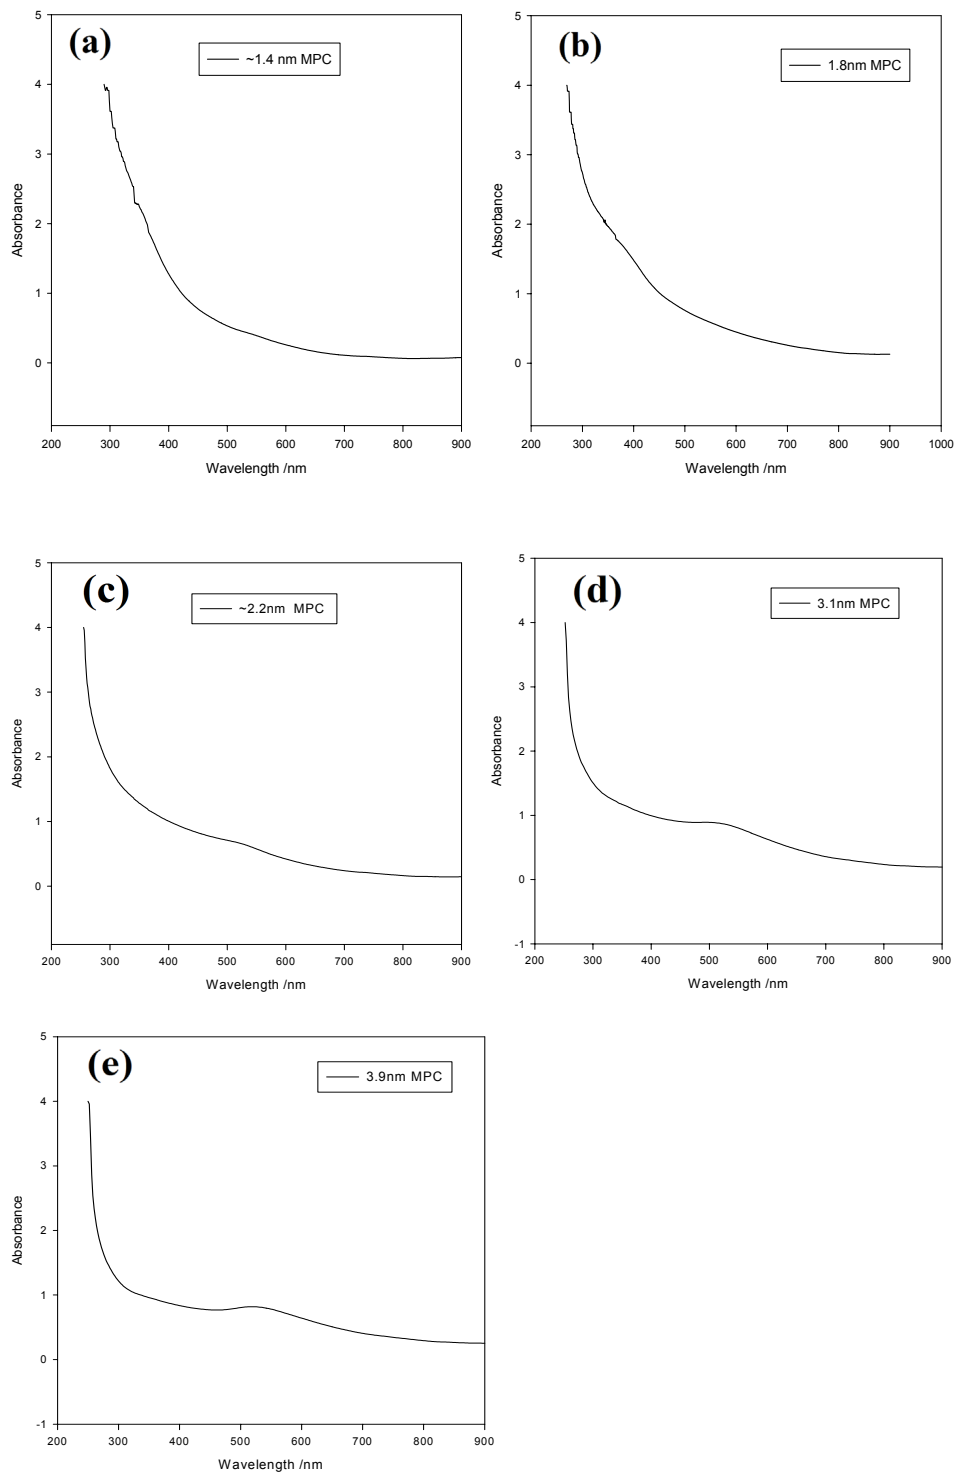 (a)
~1.4 nm MPC
5
4
3
2
1
0
Absorbance
200 300 400 500 600 700 800 900
Wavelength /nm
(b)
1.8nm MPC
5
4
3
2
1
0
Absorbance
200 300 400 500 600 700 800 900 1000
Wavelength /nm
(c)
~2.2nm MPC
5
4
3
2
1
0
Absorbance
200 300 400 500 600 700 800 900
Wavelength /nm
(d)
3.1nm MPC
5
4
3
2
1
0
-1
Absorbance
200 300 400 500 600 700 800 900
Wavelength /nm
(e)
3.9nm MPC
5
4
3
2
1
0
-1
Absorbance
200 300 400 500 600 700 800 900
Wavelength /nm